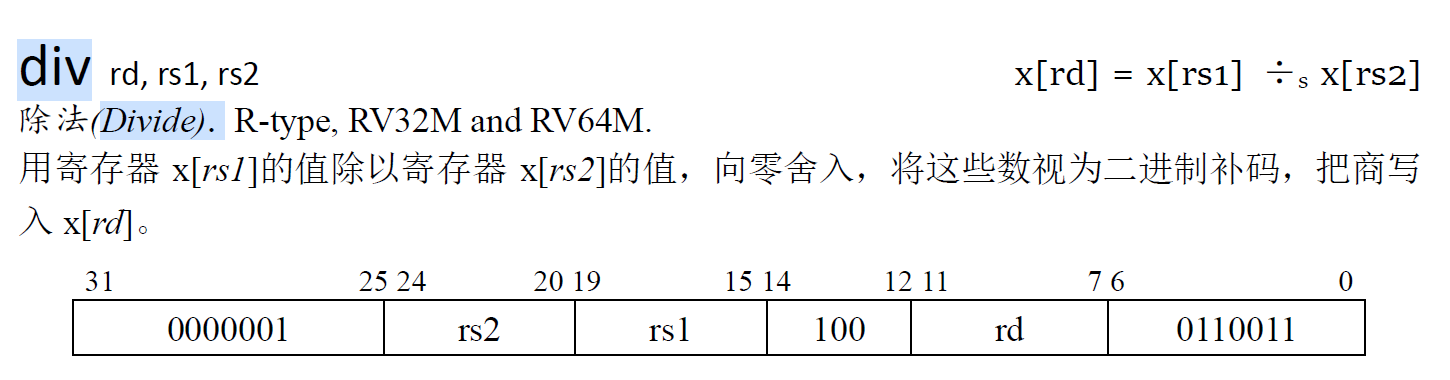 div rd, rs1, rs2 x[rd] = x[rs1] ÷s x[rs2]
除法(Divide). R-type, RV32M and RV64M.
用寄存器 x[rs1]的值除以寄存器 x[rs2]的值，向零舍入，将这些数视为二进制补码，把商写
入 x[rd]。
31 25 24 20 19 15 14 12 11 7 6 0
0000001 rs2 rs1 100 rd 0110011